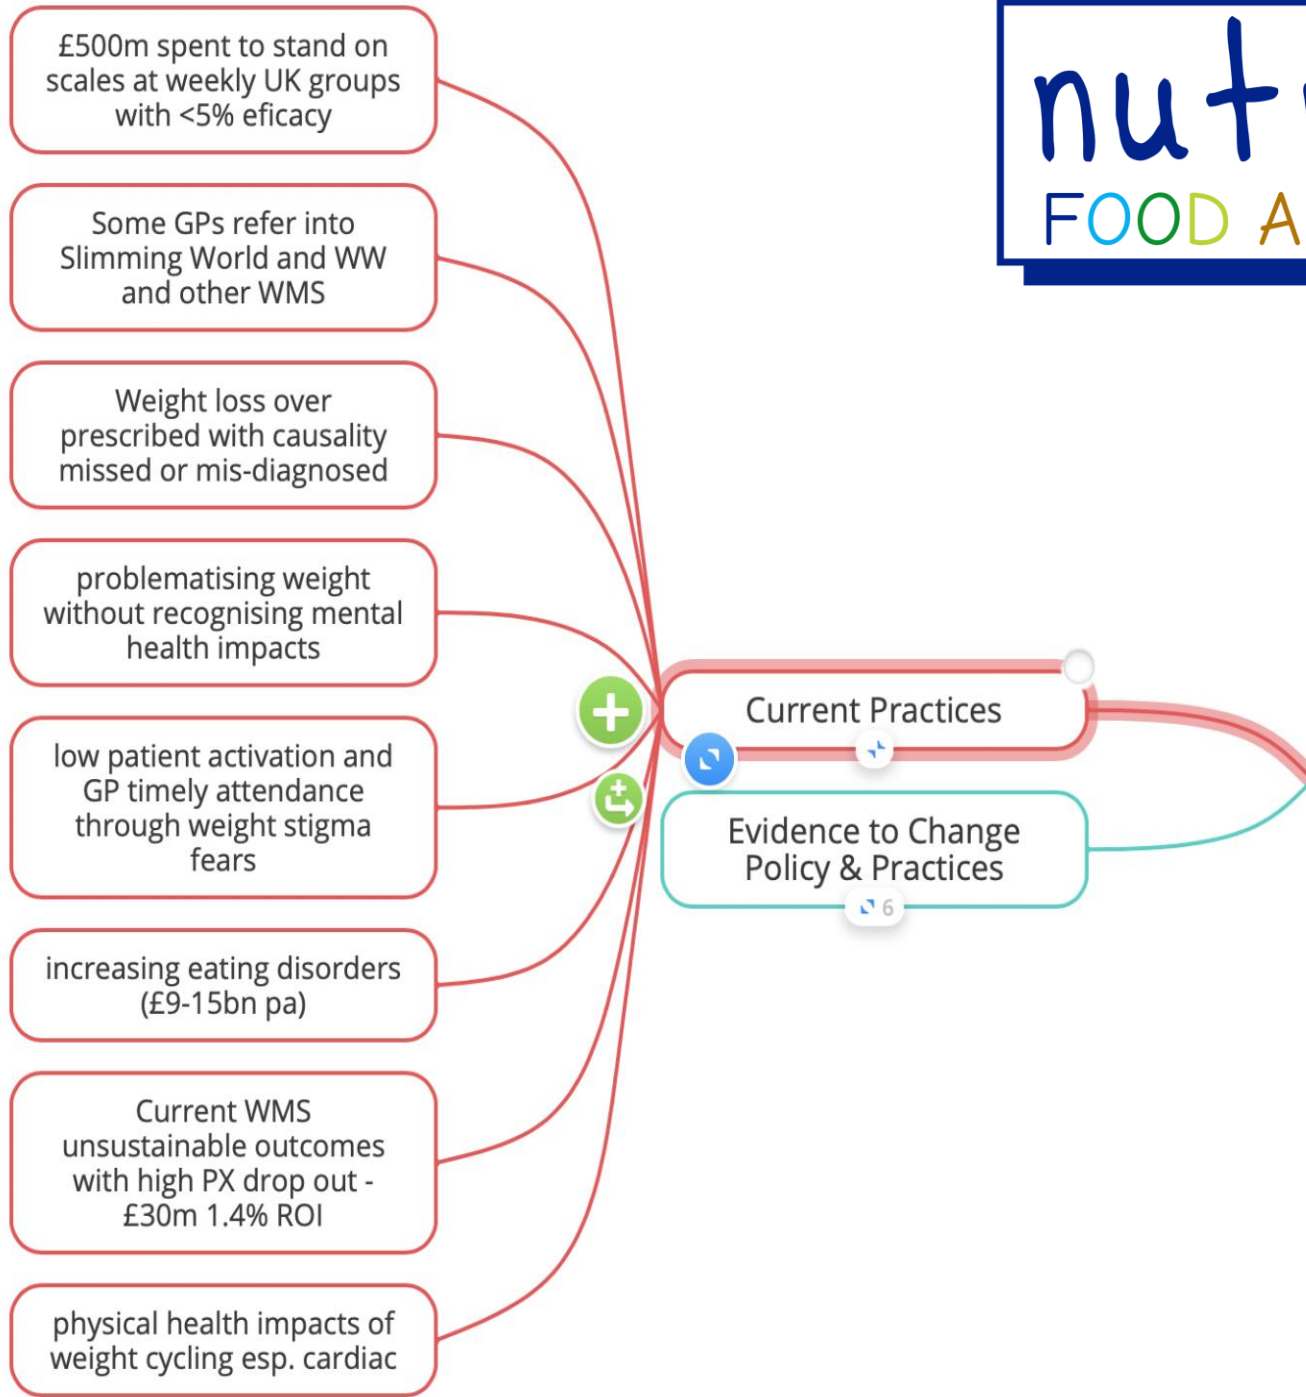 £500m spent to stand on
scales at weekly UK groups
with <5% eficacy
Some GPs refer into
Slimming World and WW
and other WMS
Weight loss over
prescribed with causality
missed or mis-diagnosed
problematising weight
without recognising mental
health impacts
low patient activation and
GP timely attendance
through weight stigma
fears
increasing eating disorders
(£9-15bn pa)
Current WMS
unsustainable outcomes
with high PX drop out -
£30m 1.4% ROI
physical health impacts of
weight cycling esp. cardiac
Current Practices
Evidence to Change
Policy & Practices
6
nut
FOOD A